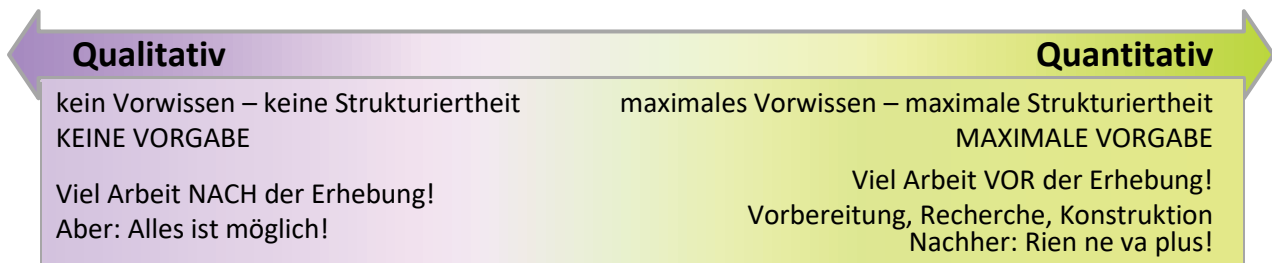 Qualitativ
Quantitativ
kein Vorwissen – keine Strukturiertheit
KEINE VORGABE
Viel Arbeit NACH der Erhebung!
Aber: Alles ist möglich!
maximales Vorwissen – maximale Strukturiertheit
MAXIMALE VORGABE
Viel Arbeit VOR der Erhebung!
Vorbereitung, Recherche, Konstruktion
Nachher: Rien ne va plus!